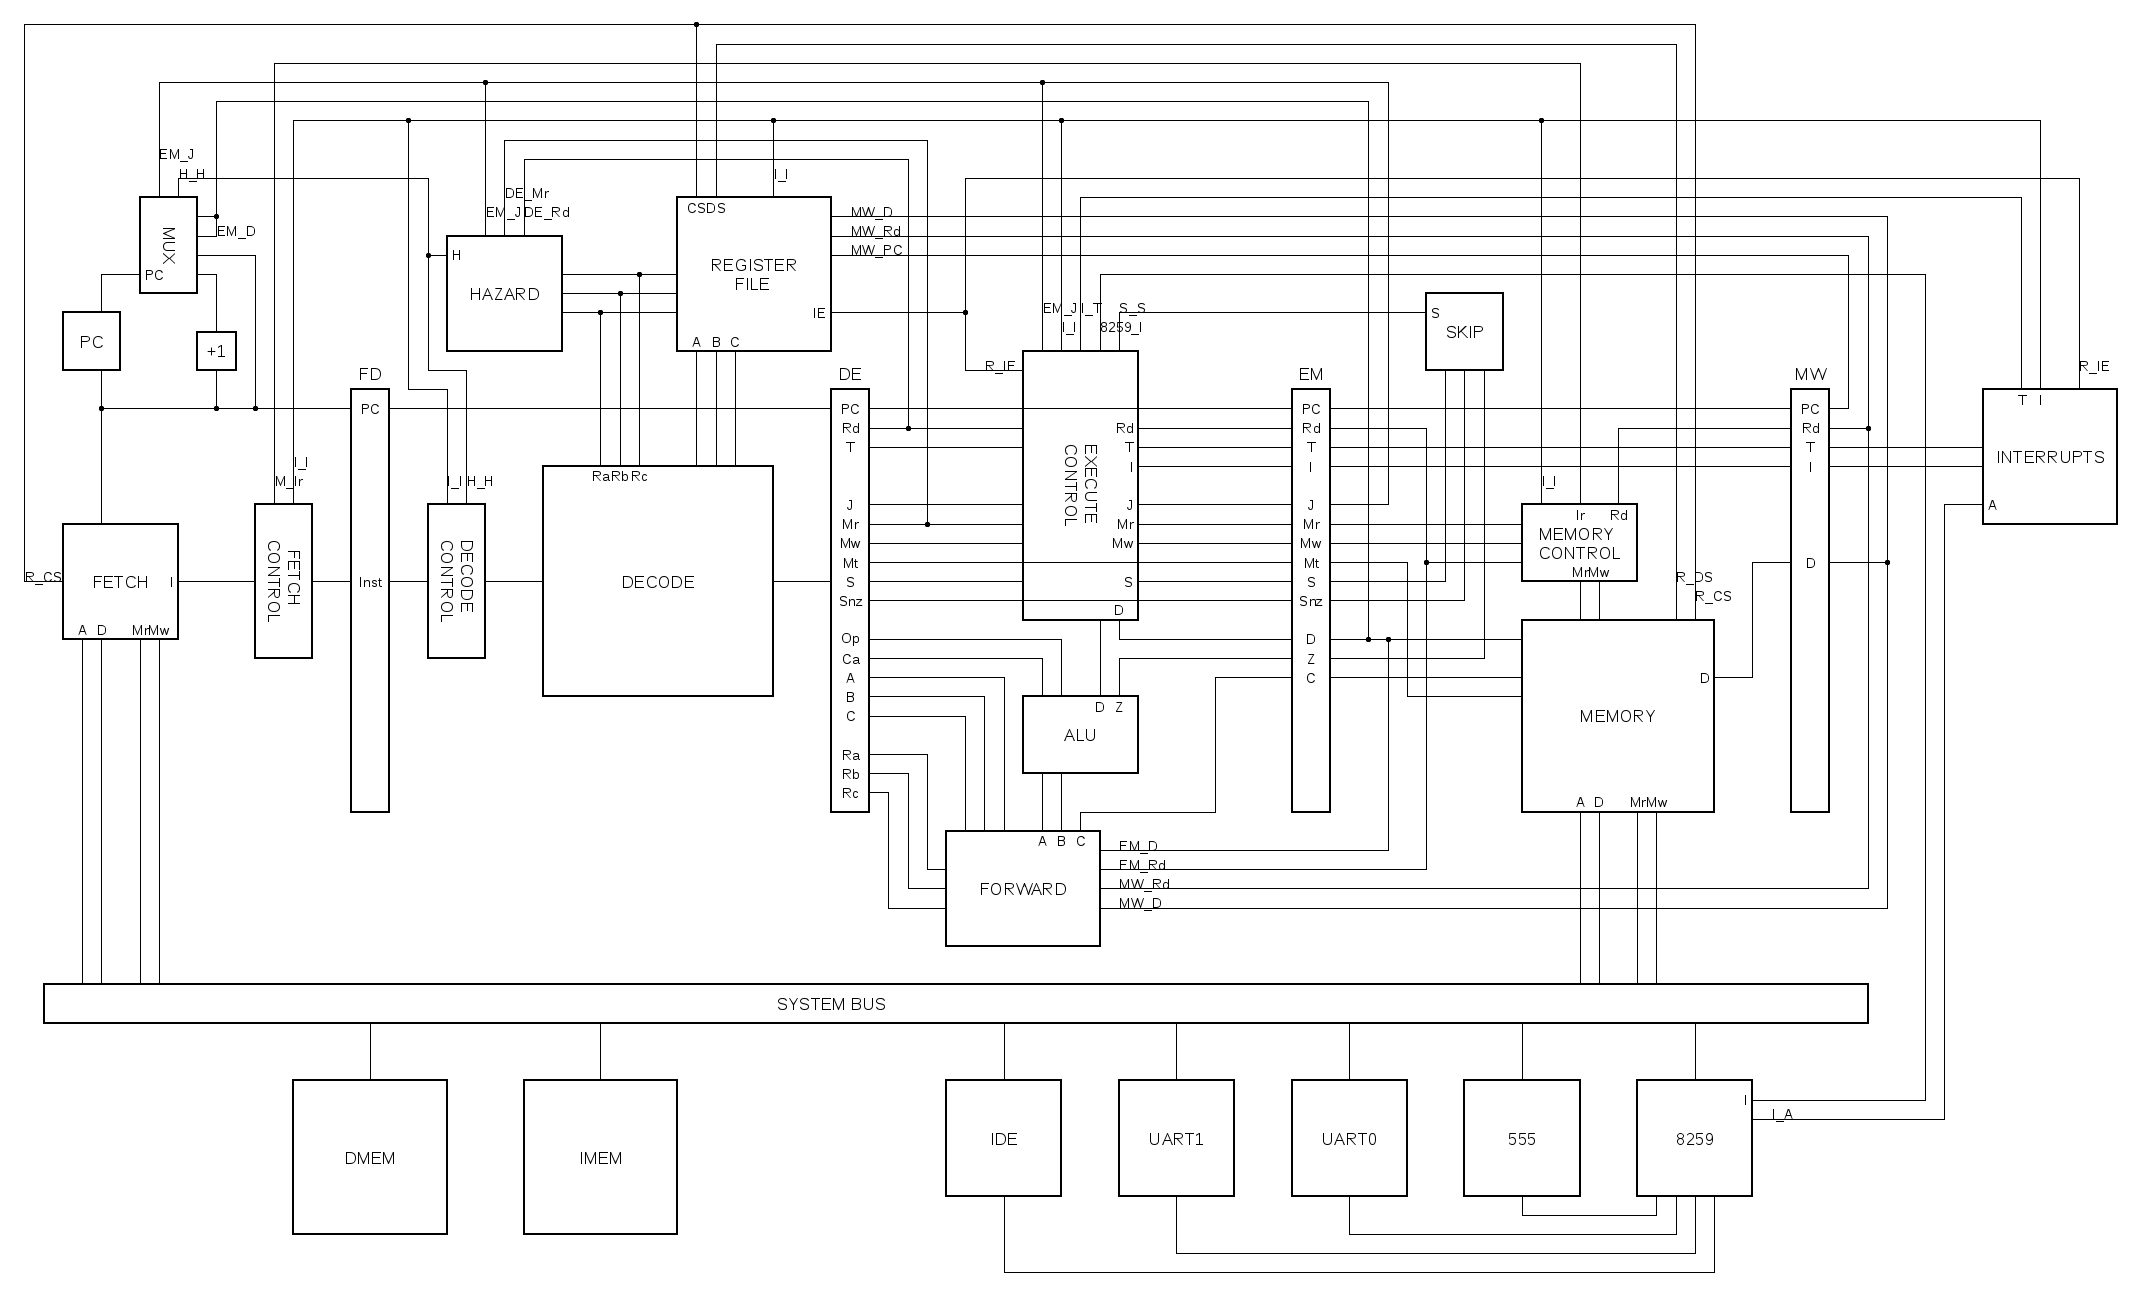 EM_J
H_H
I_I
DE_Mr
EM_J
DE_Rd
CSDS
MW_D
MW_Rd
MW_PC
EM_D
MUX
PC
H
HAZARD
REGISTER
FILE
IE
A B C
EM_J
I_T
S_S
I_I
8259_I
S
SKIP
PC
+1
R_IE
R_IE
FD
DE
EM
MW
PC
PC
Rd
T
J
Mr
Mw
Mt
S
Snz
Op
Ca
A
B
C
Ra
Rb
Rc
EXECUTE
CONTROL
Rd
T
I
J
Mr
Mw
S
D
PC
Rd
T
I
J
Mr
Mw
Mt
S
Snz
D
Z
C
PC
Rd
T
I
D
T I
INTERRUPTS
A
I_I
M_Ir
I_I
H_H
RaRbRc
I_I
Ir
Rd
MEMORY
CONTROL
MrMw
R_CS
FETCH
I
A D MrMw
FETCH
CONTROL
Inst
DECODE
CONTROL
DECODE
R_DS
R_CS
D
MEMORY
A D MrMw
D Z
ALU
A B C
FORWARD
EM_D
EM_Rd
MW_Rd
MW_D
SYSTEM BUS
DMEM
IMEM
IDE
UART1
UART0
555
8259
I
I_A